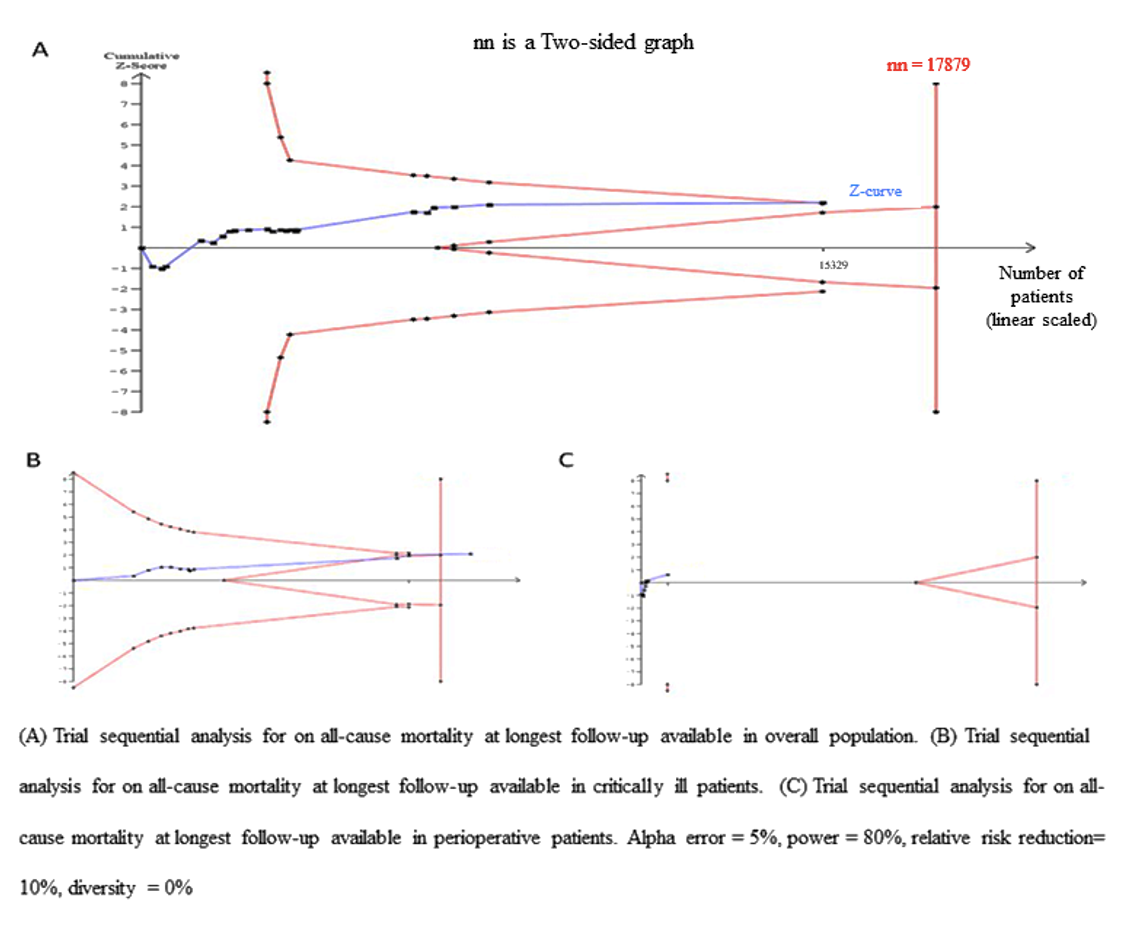 A
nn is a Two-sided graph
Cumulative
Z-Score
nn = 17879
8
7
6
5
4
3
2
1
-1
-2
-3
-4
-5
-6
-7
-8
Z-curve
15329
Number of
patients
(linear scaled)
B
C
(A) Trial sequential analysis for on all-cause mortality at longest follow-up available in overall population. (B) Trial sequential
analysis for on all-cause mortality at longest follow-up available in critically ill patients. (C) Trial sequential analysis for on all-
cause mortality at longest follow-up available in perioperative patients. Alpha error = 5%, power = 80%, relative risk reduction=
10%, diversity = 0%